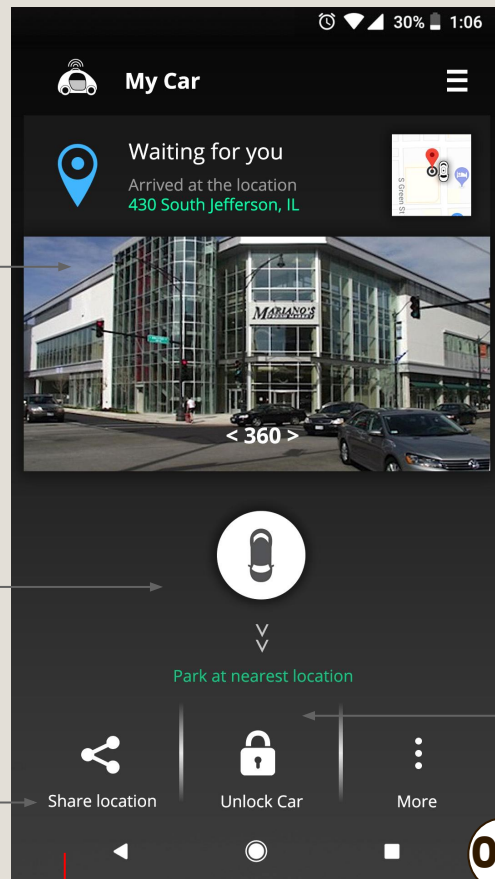 30% 1:06
My Car
Waiting for you
Arrived at the location
430 South Jefferson, IL
S Green St
MARIANO'S
< 360 >
Park at nearest location
Share location
Unlock Car
More